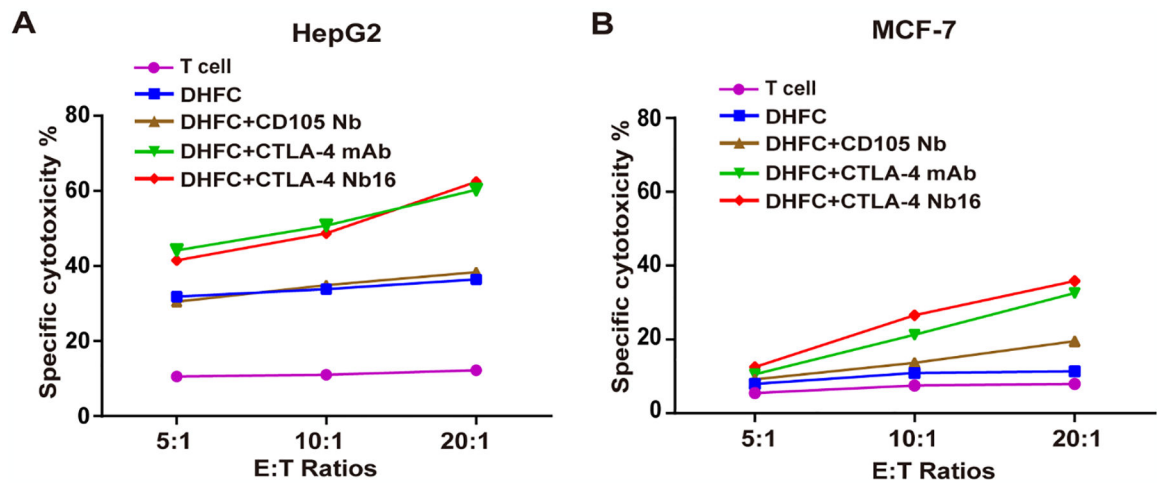 A
HepG2
T cell
DHFC
DHFC+CD105 Nb
DHFC+CTLA-4 mAb
DHFC+CTLA-4 Nb16
Specific cytotoxicity %
80
60
40
20
0
5:1
10:1
20:1
E:T Ratios
B
MCF-7
T cell
DHFC
DHFC+CD105 Nb
DHFC+CTLA-4 mAb
DHFC+CTLA-4 Nb16
Specific cytotoxicity %
80
60
40
20
0
5:1
10:1
20:1
E:T Ratios